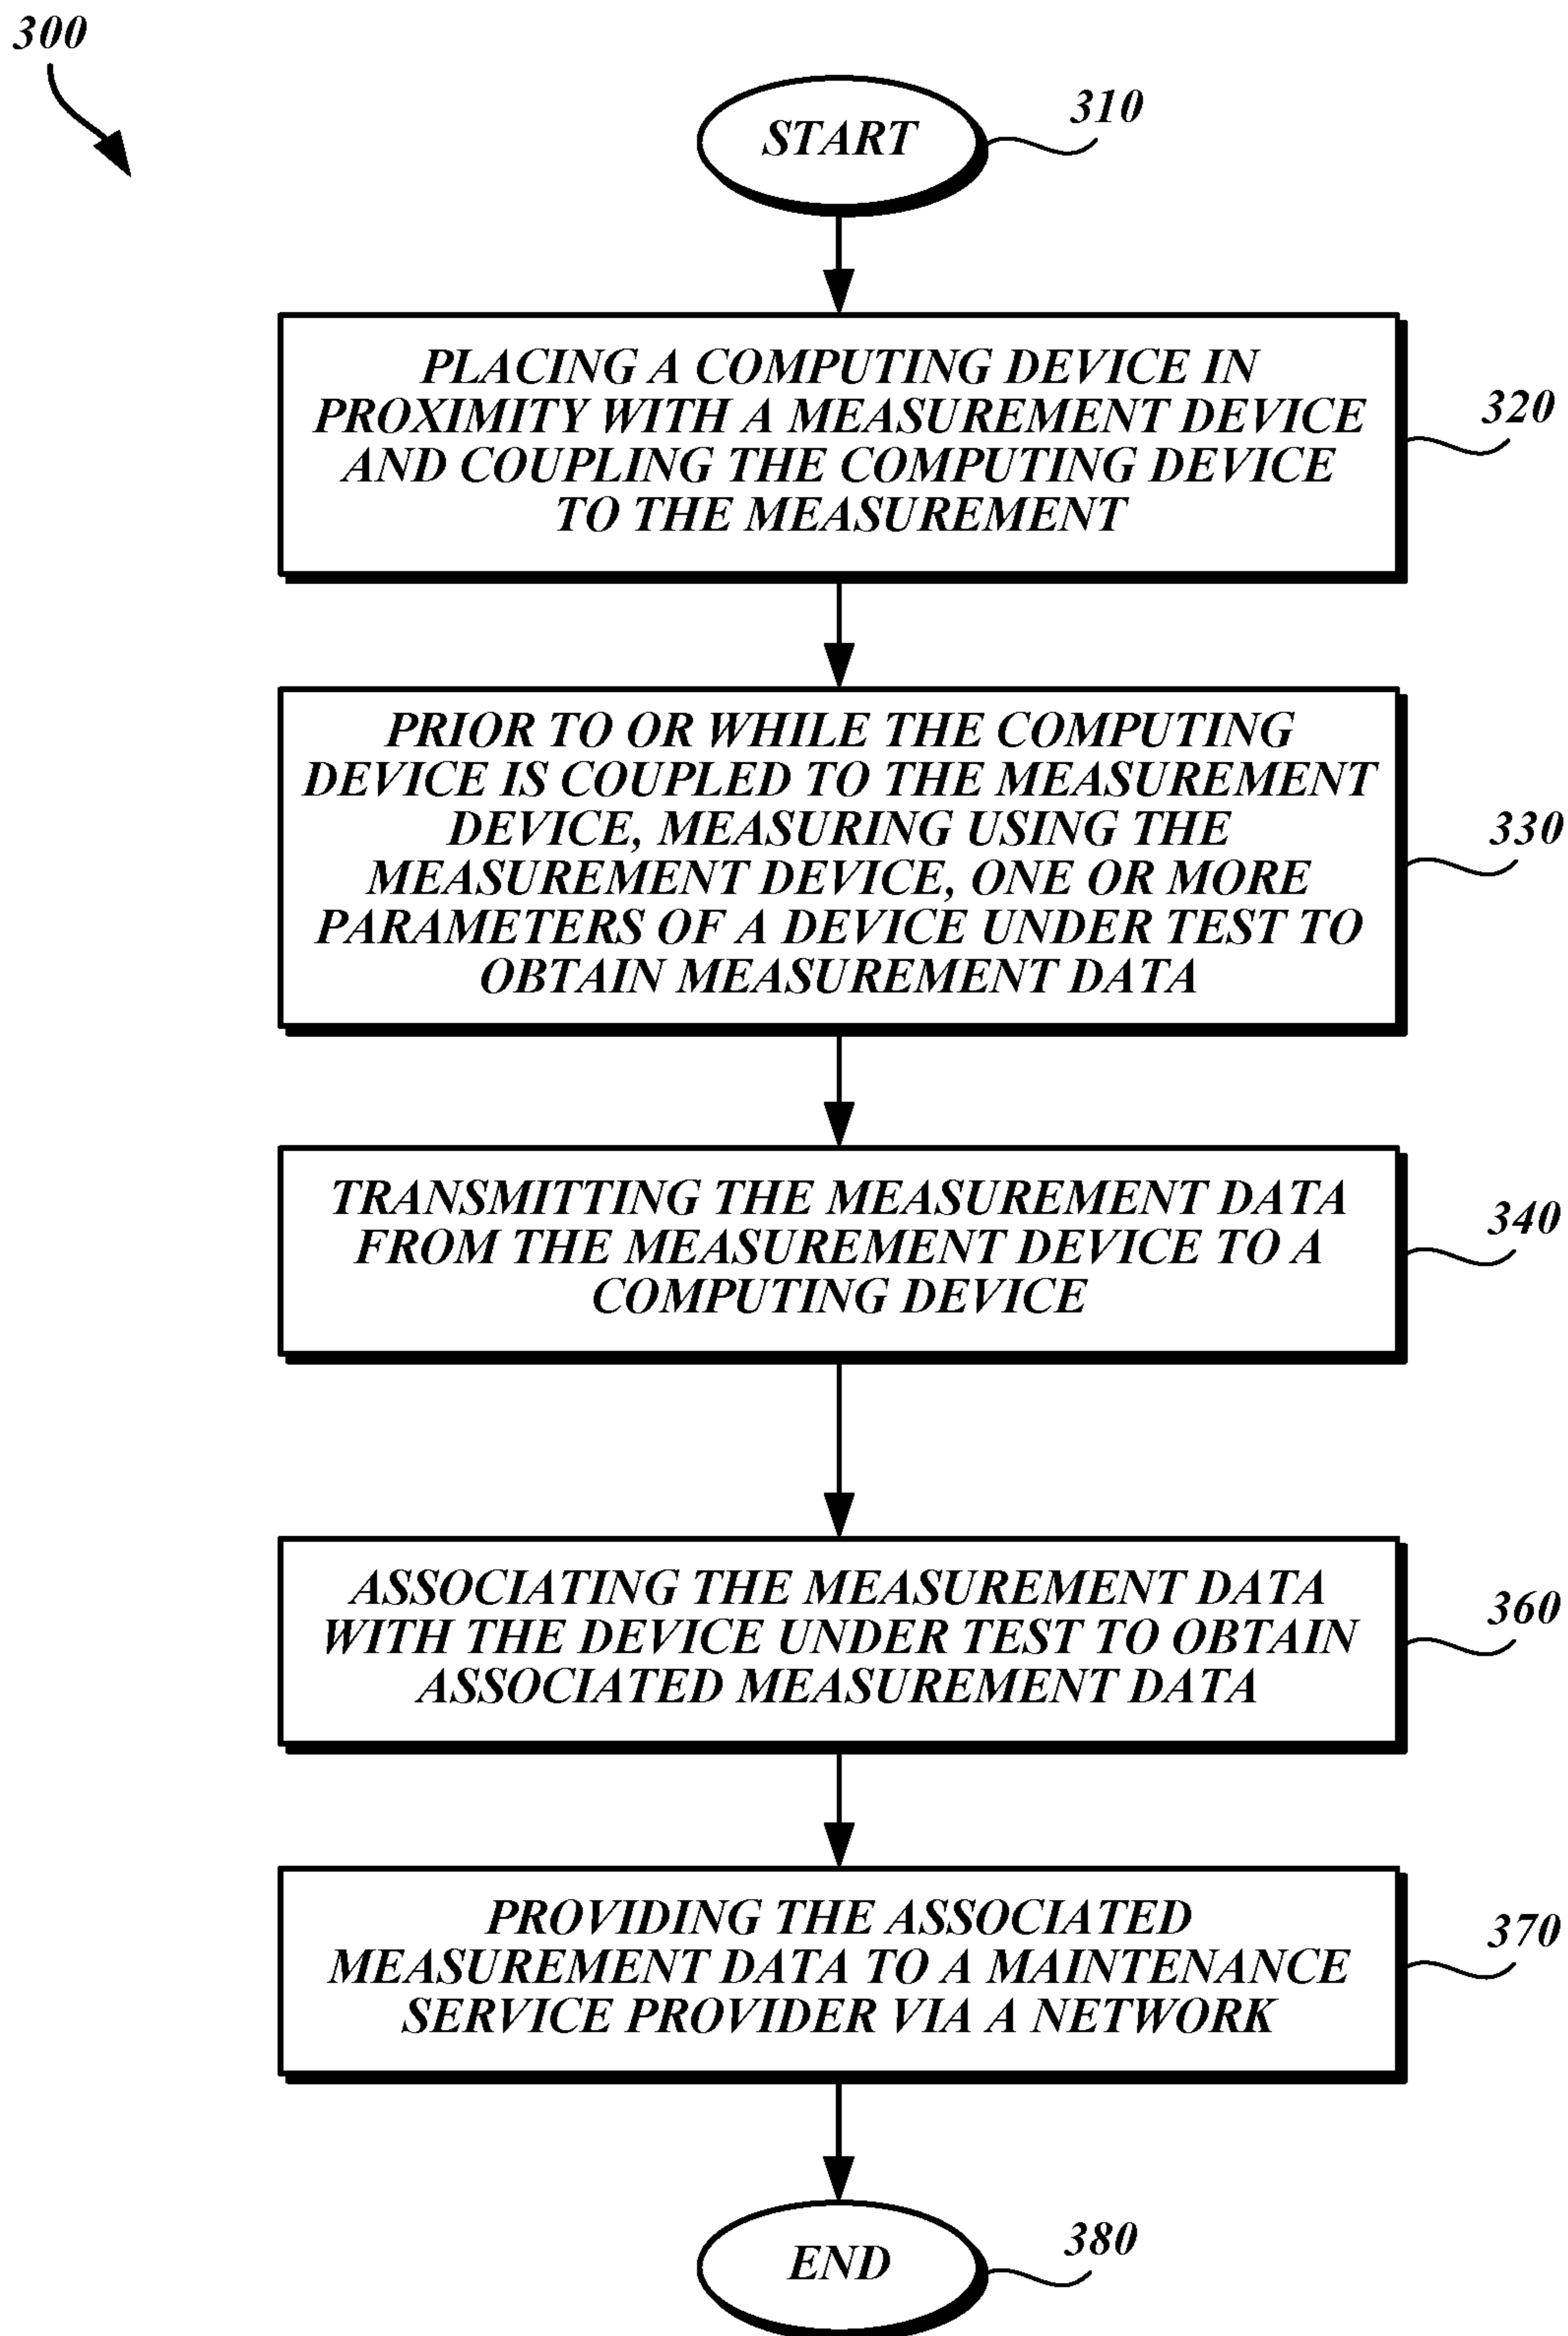 300
START
310
PLACING A COMPUTING DEVICE IN
PROXIMITY WITH A MEASUREMENT DEVICE
AND COUPLING THE COMPUTING DEVICE
TO THE MEASUREMENT
320
PRIOR TO OR WHILE THE COMPUTING
DEVICE IS COUPLED TO THE MEASUREMENT
DEVICE, MEASURING USING THE
MEASUREMENT DEVICE, ONE OR MORE
PARAMETERS OF A DEVICE UNDER TEST TO
OBTAIN MEASUREMENT DATA
330
TRANSMITTING THE MEASUREMENT DATA
FROM THE MEASUREMENT DEVICE TO A
COMPUTING DEVICE
340
ASSOCIATING THE MEASUREMENT DATA
WITH THE DEVICE UNDER TEST TO OBTAIN
ASSOCIATED MEASUREMENT DATA
360
PROVIDING THE ASSOCIATED
MEASUREMENT DATA TO A MAINTENANCE
SERVICE PROVIDER VIA A NETWORK
370
END
380